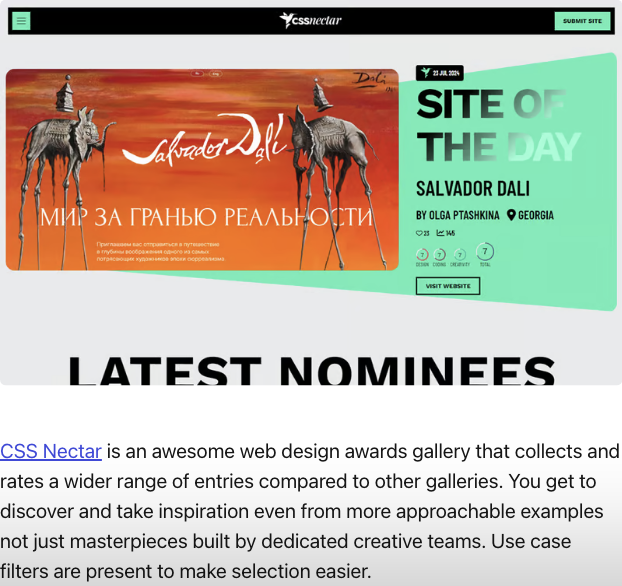 CSSnectar
SUBMIT SITE
23 JUL 2024
SITE OF
THE DAY
Dalí
Salvador Dalí
МИР ЗА ГРАНЬЮ РЕАЛЬНОСТИ
Приглашаем вас отправиться в путешествие
в глубины воображения одного из самых
потрясающих художников эпохи сюрреализма.
SALVADOR DALI
BY OLGA PTASHKINA GEORGIA
23 146
7 7 7 7
DESIGN CODING CREATIVITY TOTAL
VISIT WEBSITE
LATEST NOMINEES
CSS Nectar is an awesome web design awards gallery that collects and
rates a wider range of entries compared to other galleries. You get to
discover and take inspiration even from more approachable examples
not just masterpieces built by dedicated creative teams. Use case
filters are present to make selection easier.